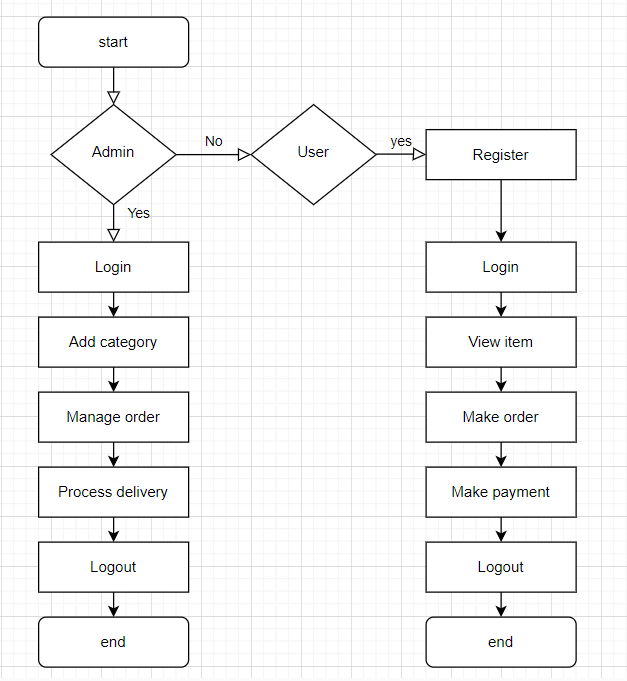 start
Admin
No
User
yes
Register
Yes
Login
Add category
Manage order
Process delivery
Logout
end
Login
View item
Make order
Make payment
Logout
end